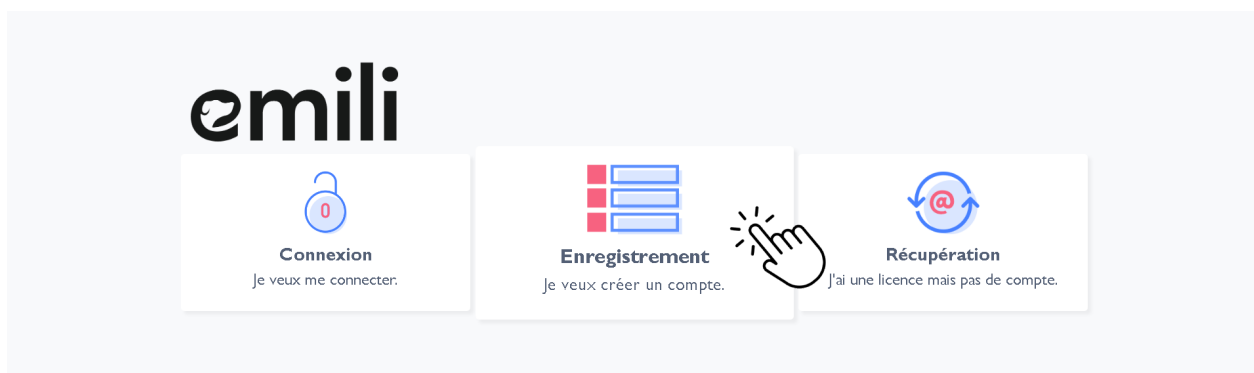 emili
Connexion
Je veux me connecter.
Enregistrement
Je veux créer un compte.
@
Récupération
J'ai une licence mais pas de compte.